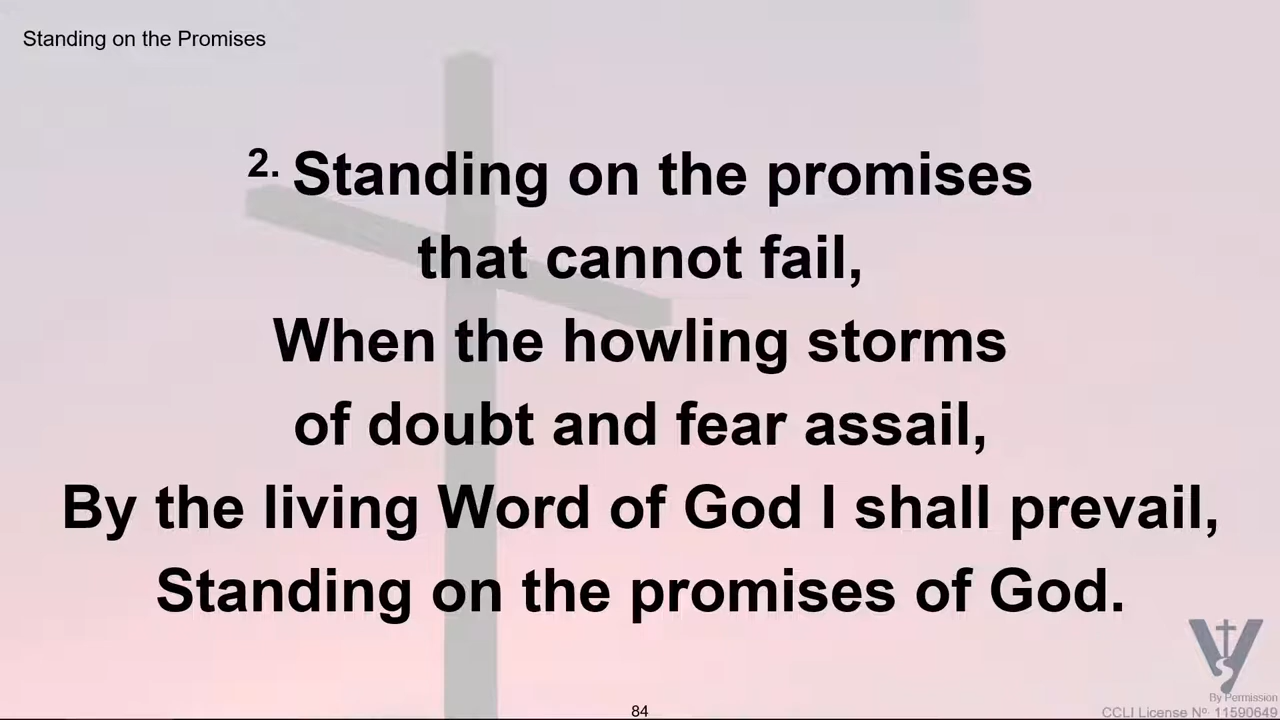 Standing on the Promises
2. Standing on the promises
that cannot fail,
When the howling storms
of doubt and fear assail,
By the living Word of God I shall prevail,
Standing on the promises of God.
By Permission
84
CCLI License Nº. 11590649